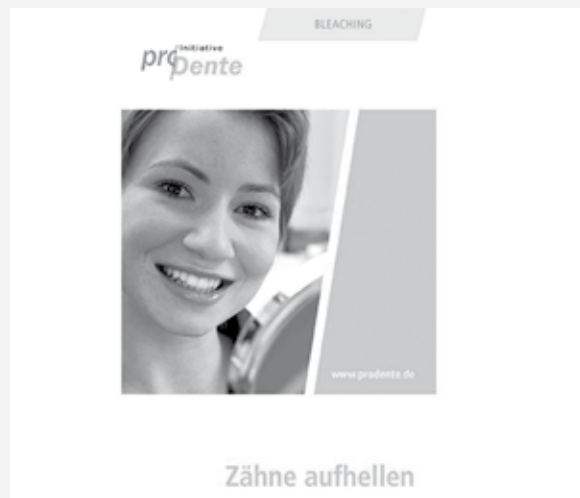 BLEACHING
Initiative
proDente
www.prodente.de
Zähne aufhellen